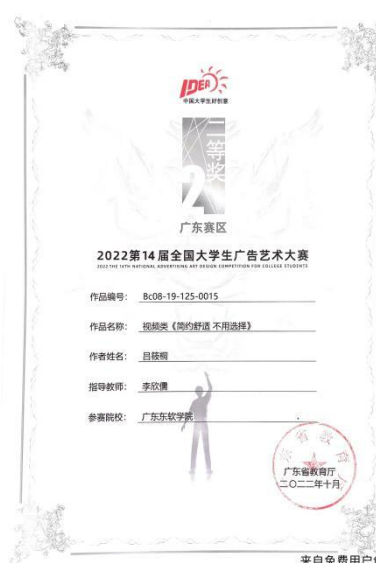 IDEA
中国大学生好创意
二等奖
2
广东赛区
2022第14届全国大学生广告艺术大赛
2022 THE 14TH NATIONAL ADVERTISING ART DESIGN COMPETITION FOR COLLEGE STUDENTS
作品编号: Bc08-19-125-0015
作品名称: 视频类《简约舒适 不用选择》
作者姓名: 吕筱桐
指导教师: 李欣儒
参赛院校: 广东东软学院
广东省教育厅
二〇二二年十月
来自免费用户